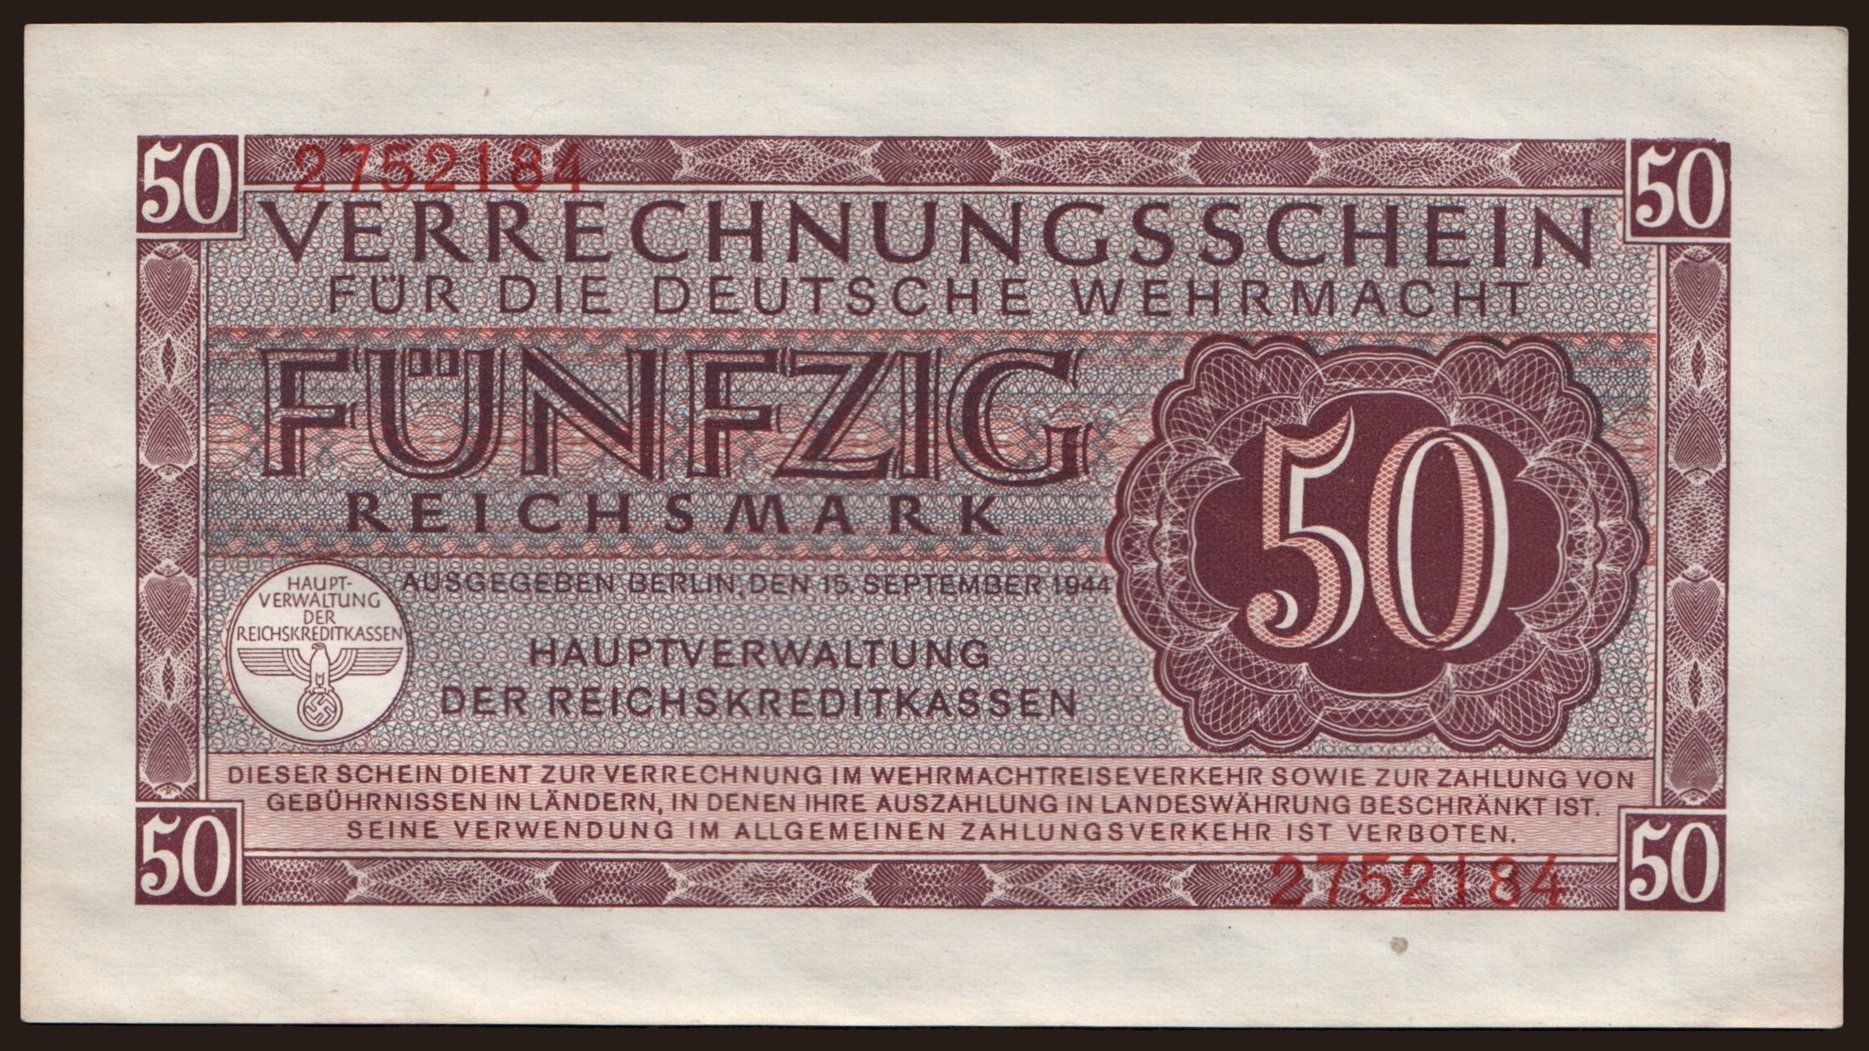 50
2752184
50
VERRECHNUNGSSCHEIN
FÜR DIE DEUTSCHE WEHRMACHT
FÜNFZIG
REICHSMARK
50
HAUPT-
VERWALTUNG
DER
REICHSKREDITKASSEN
AUSGEGEBEN BERLIN, DEN 15. SEPTEMBER 1944
HAUPTVERWALTUNG
DER REICHSKREDITKASSEN
DIESER SCHEIN DIENT ZUR VERRECHNUNG IM WEHRMACHTREISEVERKEHR SOWIE ZUR ZAHLUNG VON
GEBÜHRNISSEN IN LÄNDERN, IN DENEN IHRE AUSZAHLUNG IN LANDESWÄHRUNG BESCHRÄNKT IST.
SEINE VERWENDUNG IM ALLGEMEINEN ZAHLUNGSVERKEHR IST VERBOTEN.
50
2752184
50